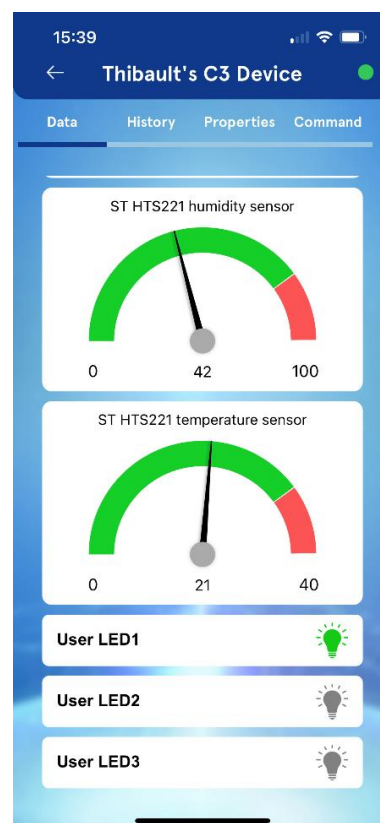 15:39
Thibault's C3 Device
Data History Properties Command
ST HTS221 humidity sensor
0 42 100
ST HTS221 temperature sensor
0 21 40
User LED1
User LED2
User LED3